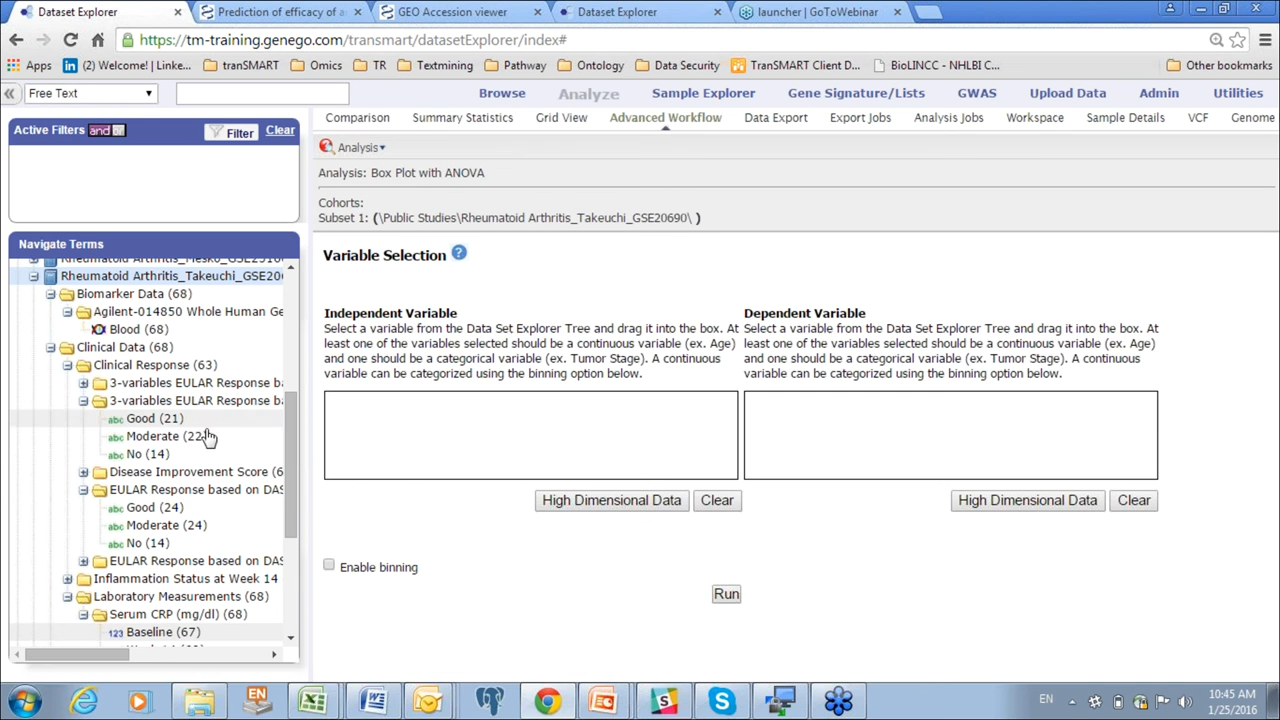 Dataset Explorer Prediction of efficacy of a GEO Accession viewer Dataset Explorer launcher | GoToWebinar
https://tm-training.genego.com/transmart/datasetExplorer/index#
Apps (2) Welcome! | Linke... tranSMART Omics TR Textmining Pathway Ontology Data Security TranSMART Client D... BioLINCC - NHLBI C... Other bookmarks
Free Text Browse Analyze Sample Explorer Gene Signature/Lists GWAS Upload Data Admin Utilities
Active Filters and or Filter Clear
Comparison Summary Statistics Grid View Advanced Workflow Data Export Export Jobs Analysis Jobs Workspace Sample Details VCF Genome
Analysis
Analysis: Box Plot with ANOVA
Cohorts:
Subset 1: (\Public Studies\Rheumatoid Arthritis_Takeuchi_GSE20690\ )
Navigate Terms
Rheumatoid Arthritis_Takeuchi_GSE20
Biomarker Data (68)
Agilent-014850 Whole Human Ge
Blood (68)
Clinical Data (68)
Clinical Response (63)
3-variables EULAR Response ba
3-variables EULAR Response ba
Good (21)
Moderate (22
No (14)
Disease Improvement Score (6
EULAR Response based on DAS
Good (24)
Moderate (24)
No (14)
EULAR Response based on DAS
Inflammation Status at Week 14
Laboratory Measurements (68)
Serum CRP (mg/dl) (68)
Baseline (67)
Variable Selection
Independent Variable
Select a variable from the Data Set Explorer Tree and drag it into the box. At
least one of the variables selected should be a continuous variable (ex. Age)
and one should be a categorical variable (ex. Tumor Stage). A continuous
variable can be categorized using the binning option below.
High Dimensional Data Clear
Dependent Variable
Select a variable from the Data Set Explorer Tree and drag it into the box. At
least one of the variables selected should be a continuous variable (ex. Age)
and one should be a categorical variable (ex. Tumor Stage). A continuous
variable can be categorized using the binning option below.
High Dimensional Data Clear
Enable binning
Run
EN
EN
10:45 AM
1/25/2016